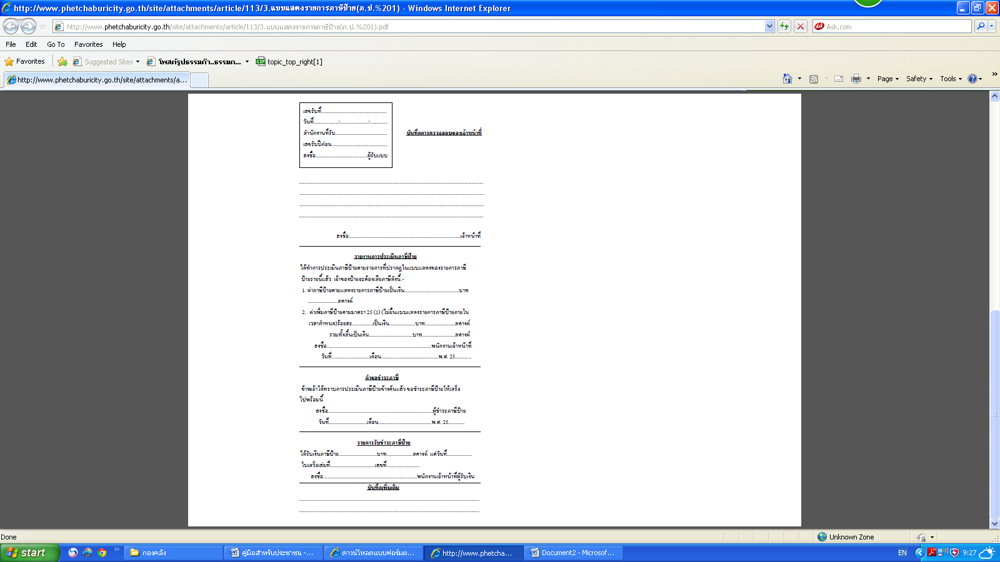 http://www.phetchaburicity.go.th/site/attachments/article/113/3.แบบแสดงรายการภาษีป้าย(ภ.ป.%201) - Windows Internet Explorer
http://www.phetchaburicity.go.th/site/attachments/article/113/3.แบบแสดงรายการภาษีป้าย(ภ.ป.%201).pdf
Ask Ask.com
File Edit Go To Favorites Help
Favorites Suggested Sites โพสต์รูปธรรมค๊า..ธรรมค... GIF topic_top_right[1]
http://www.phetchaburicity.go.th/site/attachments/a... Page Safety Tools »
เลขรับที่................................................
วันที่................../...................../.............
สำนักงานที่รับ......................................
เลขรับปีก่อน.........................................
ลงชื่อ......................................ผู้รับแบบ
บันทึกการตรวจสอบของเจ้าหน้าที่
ลงชื่อ..................................................................................เจ้าหน้าที่
รายงานการประเมินภาษีป้าย
ได้ทำการประเมินภาษีป้ายตามรายการที่ปรากฏในแบบแสดงของรายการภาษี
ป้ายรายนี้แล้ว เจ้าของป้ายจะต้องเสียภาษีดังนี้.-
1. ค่าภาษีป้ายตามแสดงรายการภาษีป้ายเป็นเงิน........................................บาท
......................สตางค์
2. ค่าเพิ่มภาษีป้ายตามมาตรา 25 (1) (ไม่ยื่นแบบแสดงรายการภาษีป้ายภายใน
เวลากำหนด)ร้อยละ...............เป็นเงิน...................บาท......................สตางค์
รวมทั้งสิ้นเป็นเงิน................................บาท........................สตางค์
ลงชื่อ.............................................................................พนักงานเจ้าหน้าที่
วันที่............................เดือน..........................................พ.ศ. 25............
คำขอชำระภาษี
ข้าพเจ้าได้ทราบการประเมินภาษีป้ายข้างต้นแล้ว ขอชำระภาษีป้ายให้เสร็จ
ไปพร้อมนี้
ลงชื่อ............................................................................ผู้ชำระภาษีป้าย
วันที่............................เดือน.......................................พ.ศ. 25............
รายการรับชำระภาษีป้าย
ได้รับเงินภาษีป้าย............................บาท...................สตางค์ แต่วันที่..................
ใบเสร็จเล่มที่.................................เลขที่........................
ลงชื่อ.....................................................................พนักงานเจ้าหน้าที่ผู้รับเงิน
บันทึกเพิ่มเติม
Done Unknown Zone
start » กองคลัง คู่มือสำหรับประชาชน -... ดาวน์โหลดแบบฟอร์มต... http://www.phetcha... Document2 - Microsof... EN 9:27